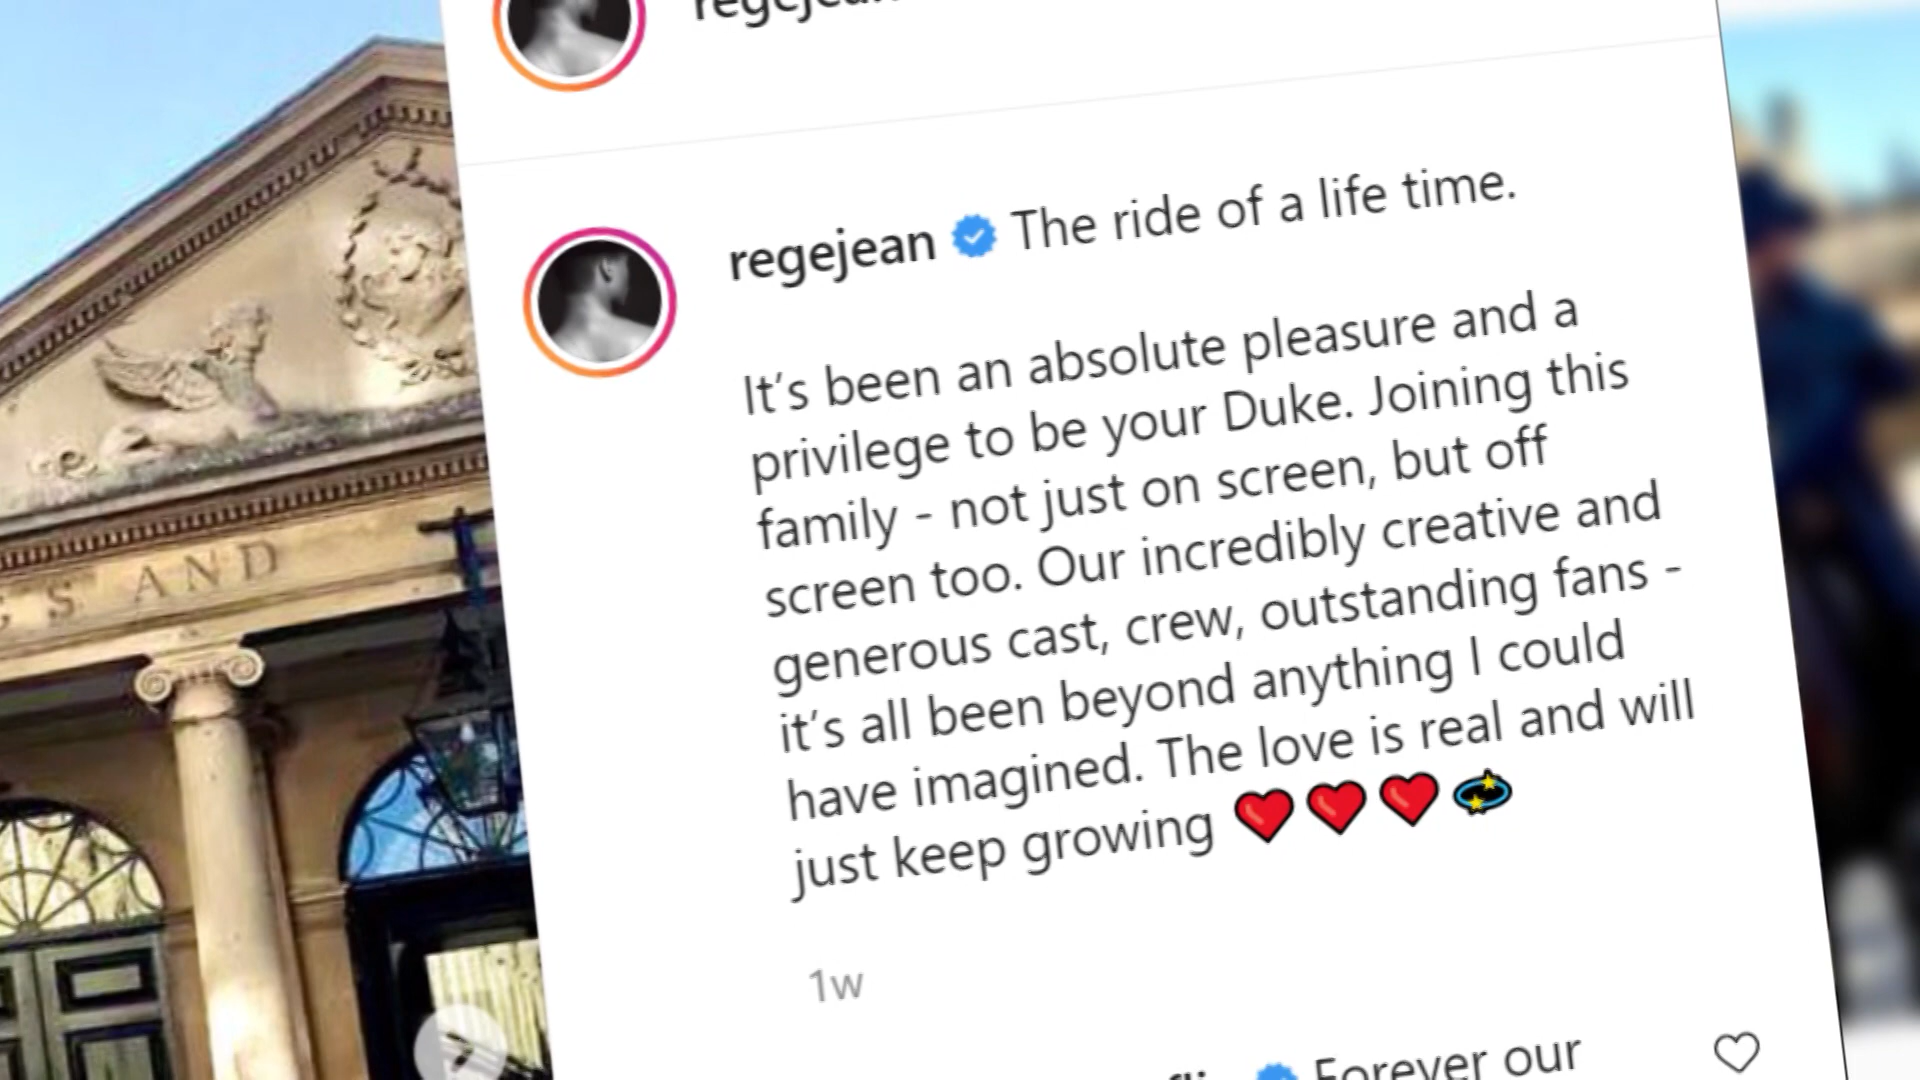 regejean The ride of a life time.
It's been an absolute pleasure and a
privilege to be your Duke. Joining this
family - not just on screen, but off
screen too. Our incredibly creative and
generous cast, crew, outstanding fans -
it's all been beyond anything I could
have imagined. The love is real and will
just keep growing ❤️❤️❤️💫
1w
Forever our
AND